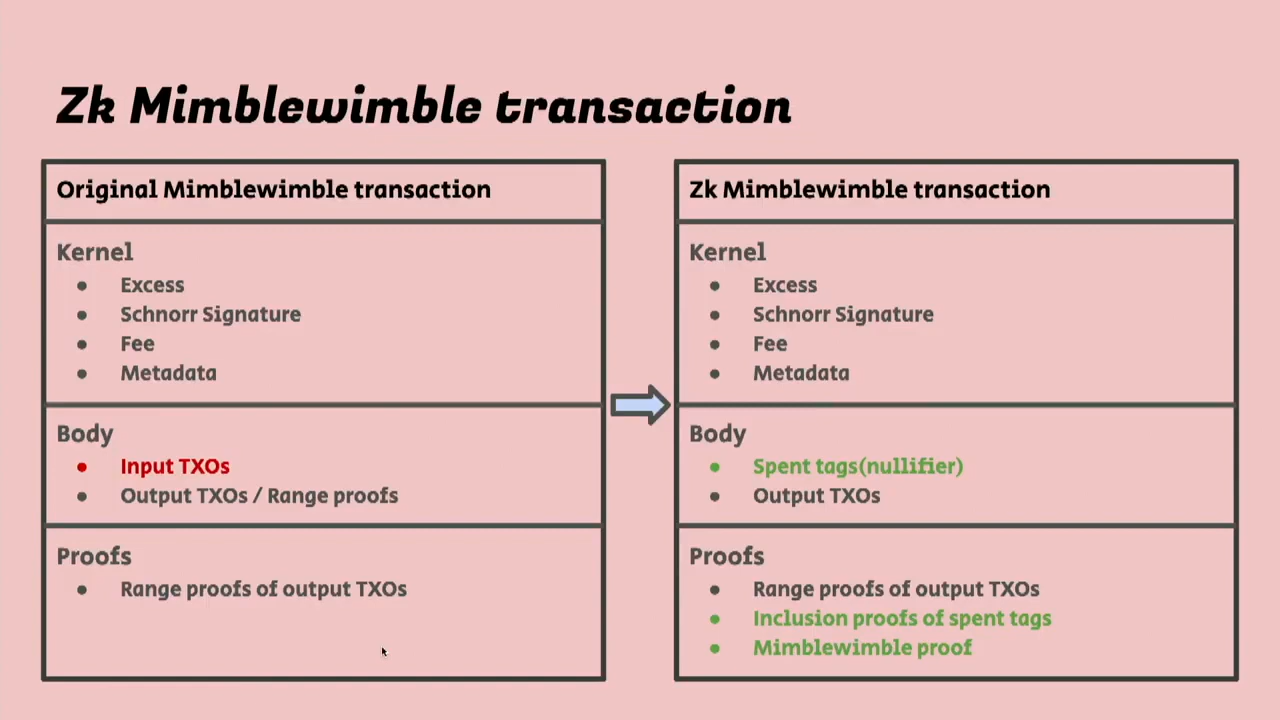 Zk Mimblewimble transaction
Original Mimblewimble transaction
Kernel
● Excess
● Schnorr Signature
● Fee
● Metadata
Body
● Input TXOs
● Output TXOs / Range proofs
Proofs
● Range proofs of output TXOs
Zk Mimblewimble transaction
Kernel
● Excess
● Schnorr Signature
● Fee
● Metadata
Body
● Spent tags(nullifier)
● Output TXOs
Proofs
● Range proofs of output TXOs
● Inclusion proofs of spent tags
● Mimblewimble proof